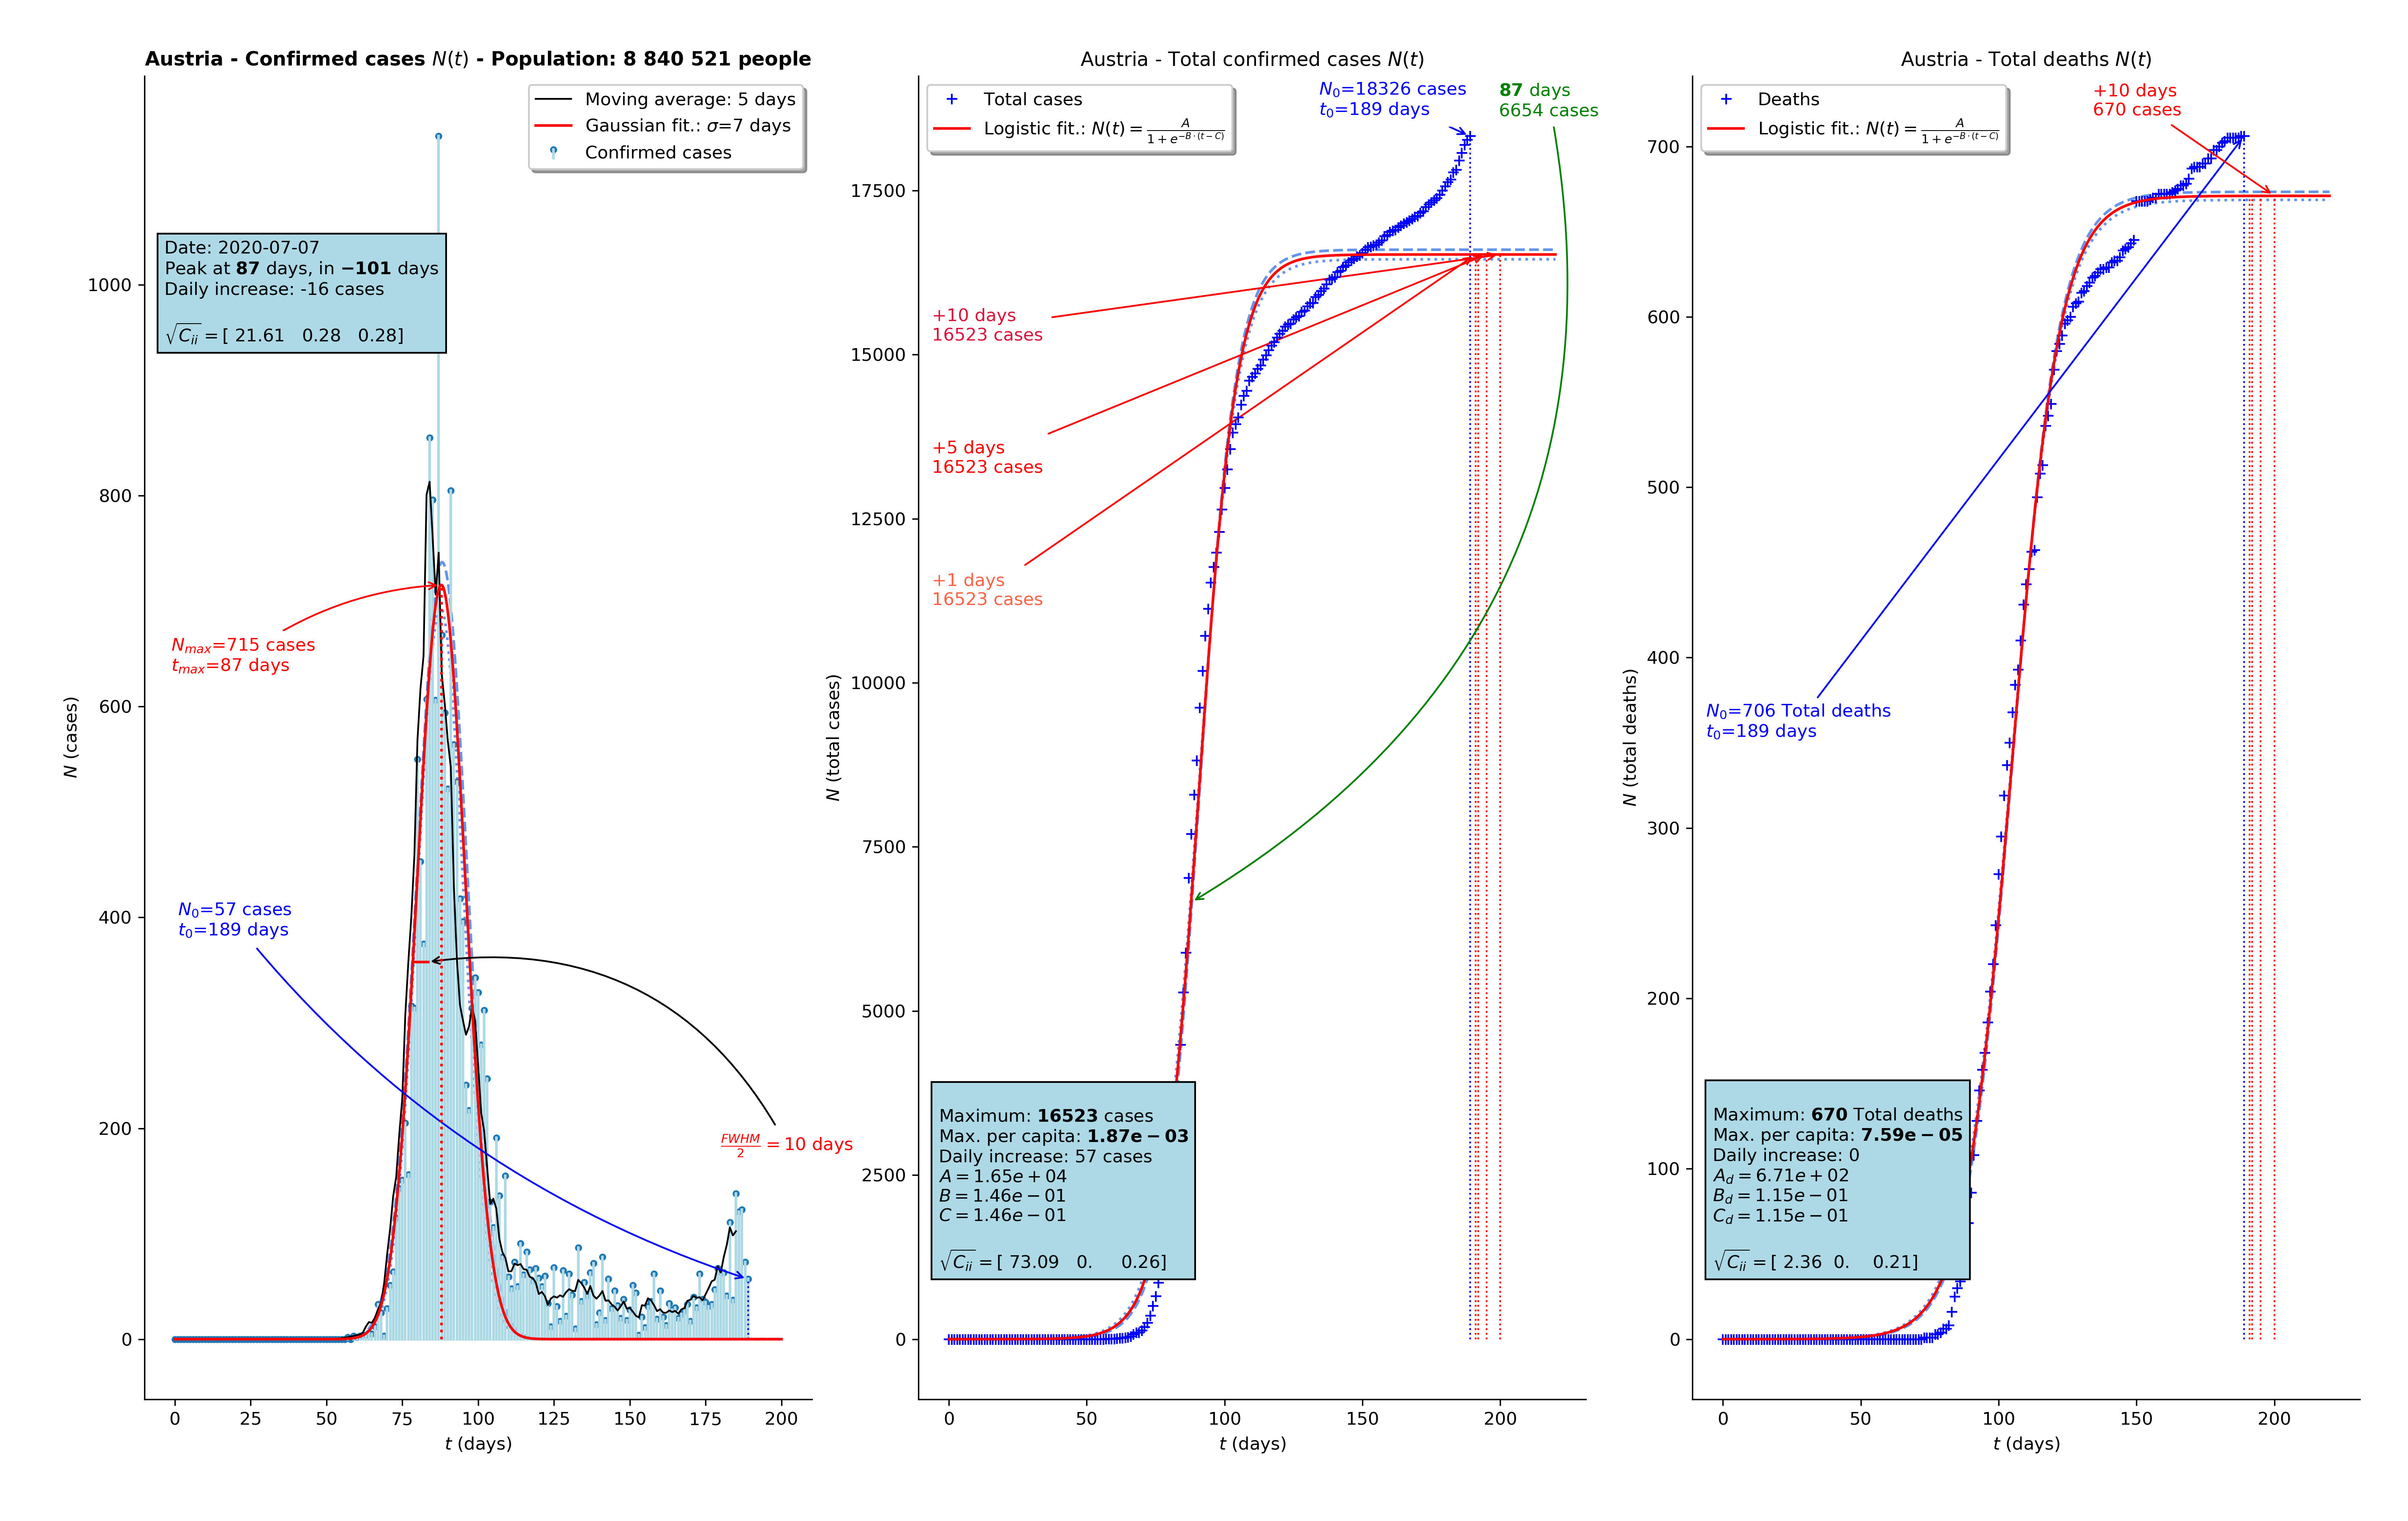 Austria - Confirmed cases N(t) - Population: 8 840 521 people
Moving average: 5 days
Gaussian fit.: σ=7 days
Confirmed cases
Date: 2020-07-07
Peak at 87 days, in −101 days
Daily increase: -16 cases
√Cii = [ 21.61 0.28 0.28]
Nmax=715 cases
tmax=87 days
N0=57 cases
t0=189 days
FWHM/2 = 10 days
1000
800
600
400
200
0
N (cases)
0 25 50 75 100 125 150 175 200
t (days)
Austria - Total confirmed cases N(t)
Total cases
Logistic fit.: N(t) = A/(1 + e^(−B·(t−C)))
N0=18326 cases
t0=189 days
87 days
6654 cases
+10 days
16523 cases
+5 days
16523 cases
+1 days
16523 cases
Maximum: 16523 cases
Max. per capita: 1.87e − 03
Daily increase: 57 cases
A = 1.65e + 04
B = 1.46e − 01
C = 1.46e − 01
√Cii = [ 73.09 0. 0.26]
17500
15000
12500
10000
7500
5000
2500
0
N (total cases)
0 50 100 150 200
t (days)
Austria - Total deaths N(t)
Deaths
Logistic fit.: N(t) = A/(1 + e^(−B·(t−C)))
+10 days
670 cases
N0=706 Total deaths
t0=189 days
Maximum: 670 Total deaths
Max. per capita: 7.59e − 05
Daily increase: 0
Ad = 6.71e + 02
Bd = 1.15e − 01
Cd = 1.15e − 01
√Cii = [ 2.36 0. 0.21]
700
600
500
400
300
200
100
0
N (total deaths)
0 50 100 150 200
t (days)